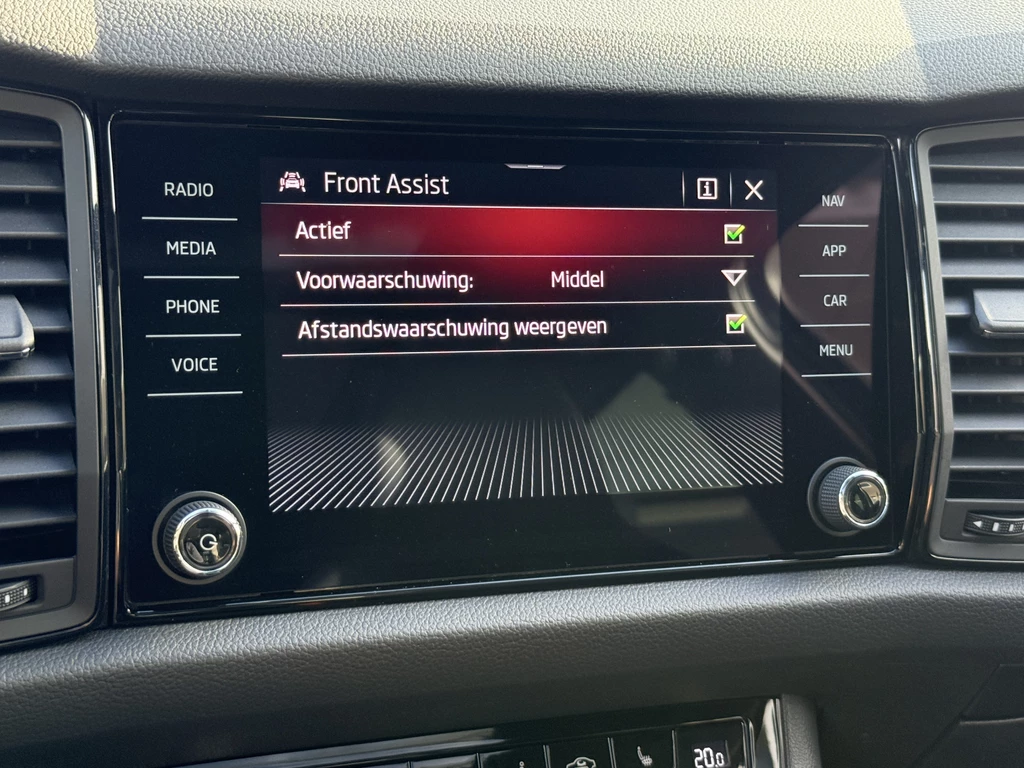 Front Assist
Actief
Voorwaarschuwing: Middel
Afstandswaarschuwing weergeven
RADIO
MEDIA
PHONE
VOICE
NAV
APP
CAR
MENU
20.0